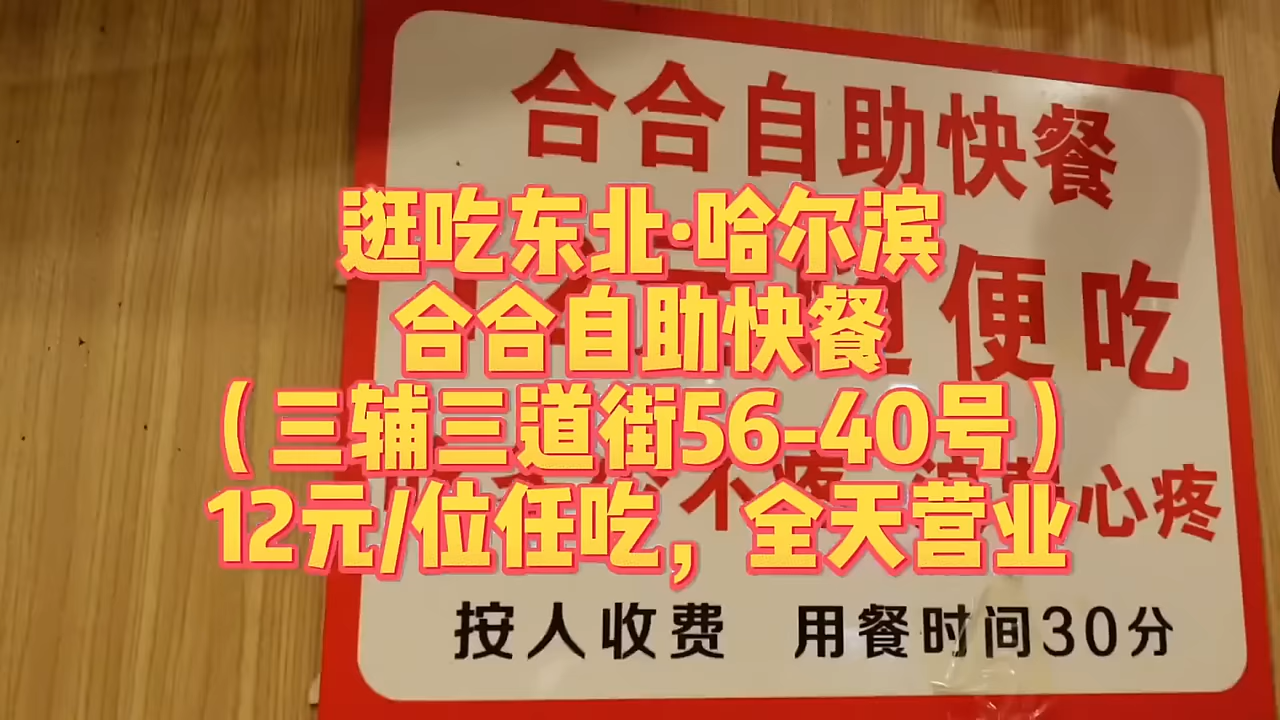 合合自助快餐
逛吃东北·哈尔滨
便吃
合合自助快餐
（三辅三道街56-40号）
心疼
12元/位任吃，全天营业
按人收费 用餐时间30分